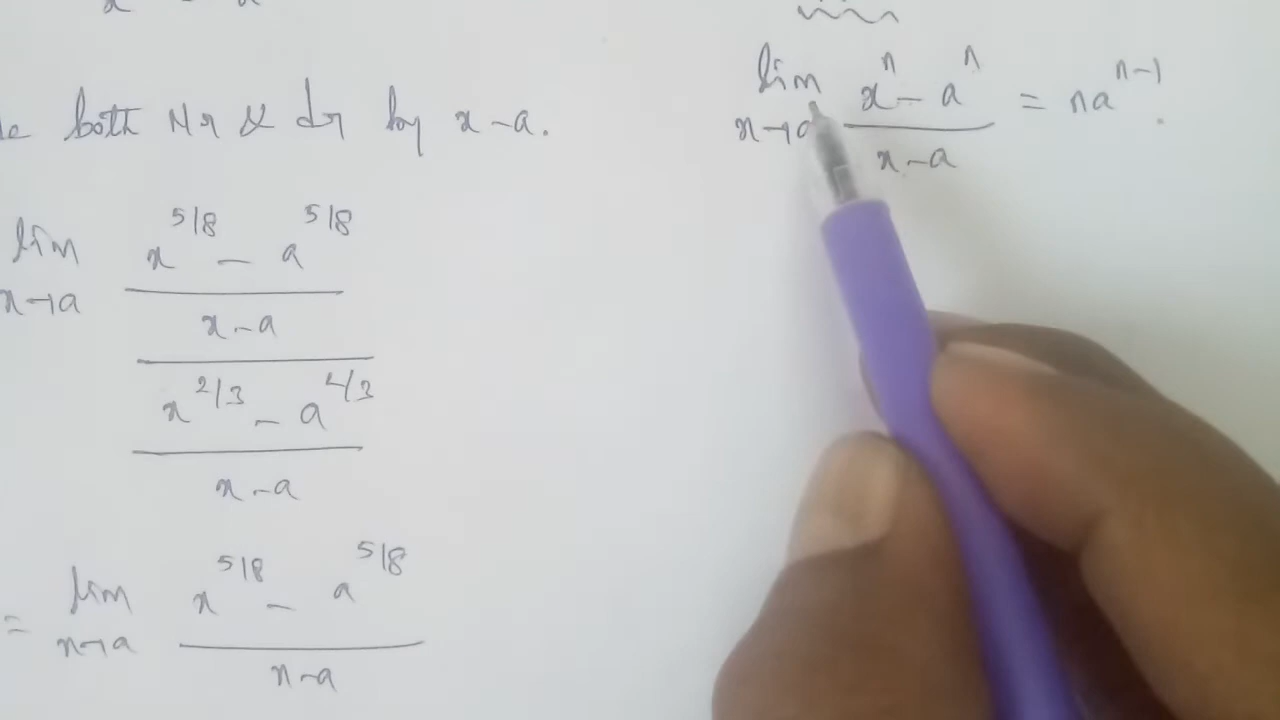 both Nr & dr by x-a.
lim x→a x^5/8 - a^5/8
x-a
x^2/3 - a^2/3
x-a
= lim x→a x^5/8 - a^5/8
x-a
lim x→a x^n - a^n = na^n-1.
x-a